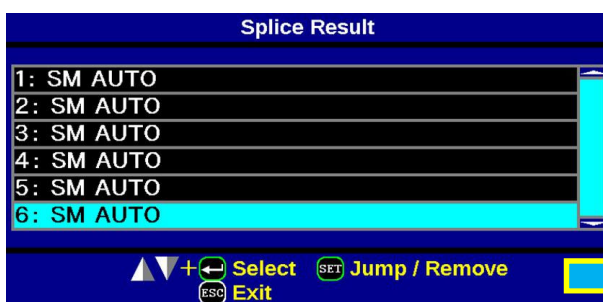 Splice Result
1: SM AUTO
2: SM AUTO
3: SM AUTO
4: SM AUTO
5: SM AUTO
6: SM AUTO
+ Select SET Jump / Remove
ESC Exit